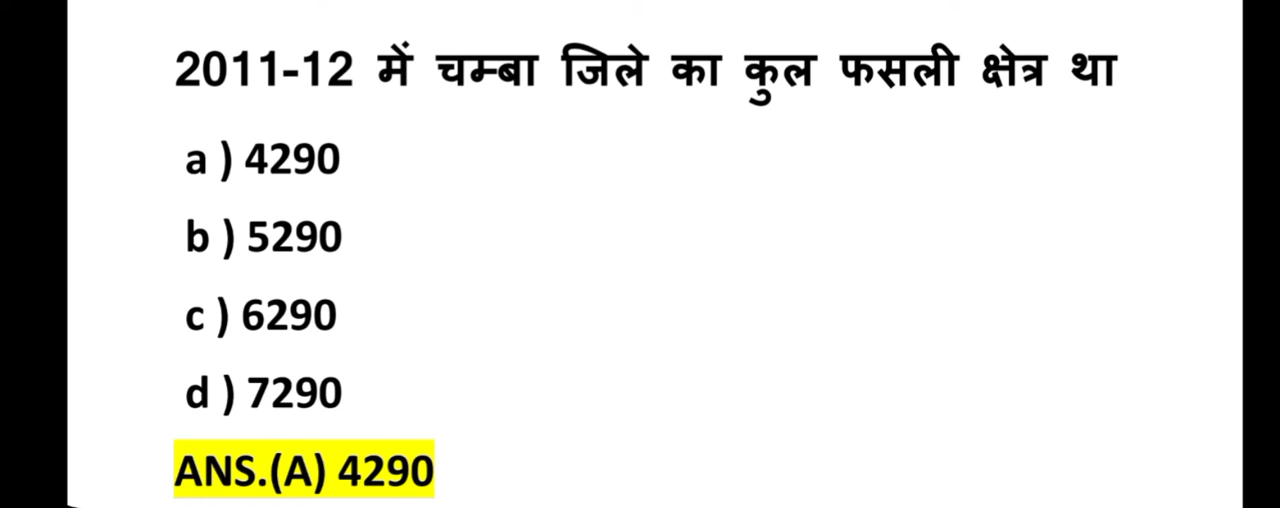 2011-12 में चम्बा जिले का कुल फसली क्षेत्र था
a ) 4290
b ) 5290
c ) 6290
d ) 7290
ANS.(A) 4290